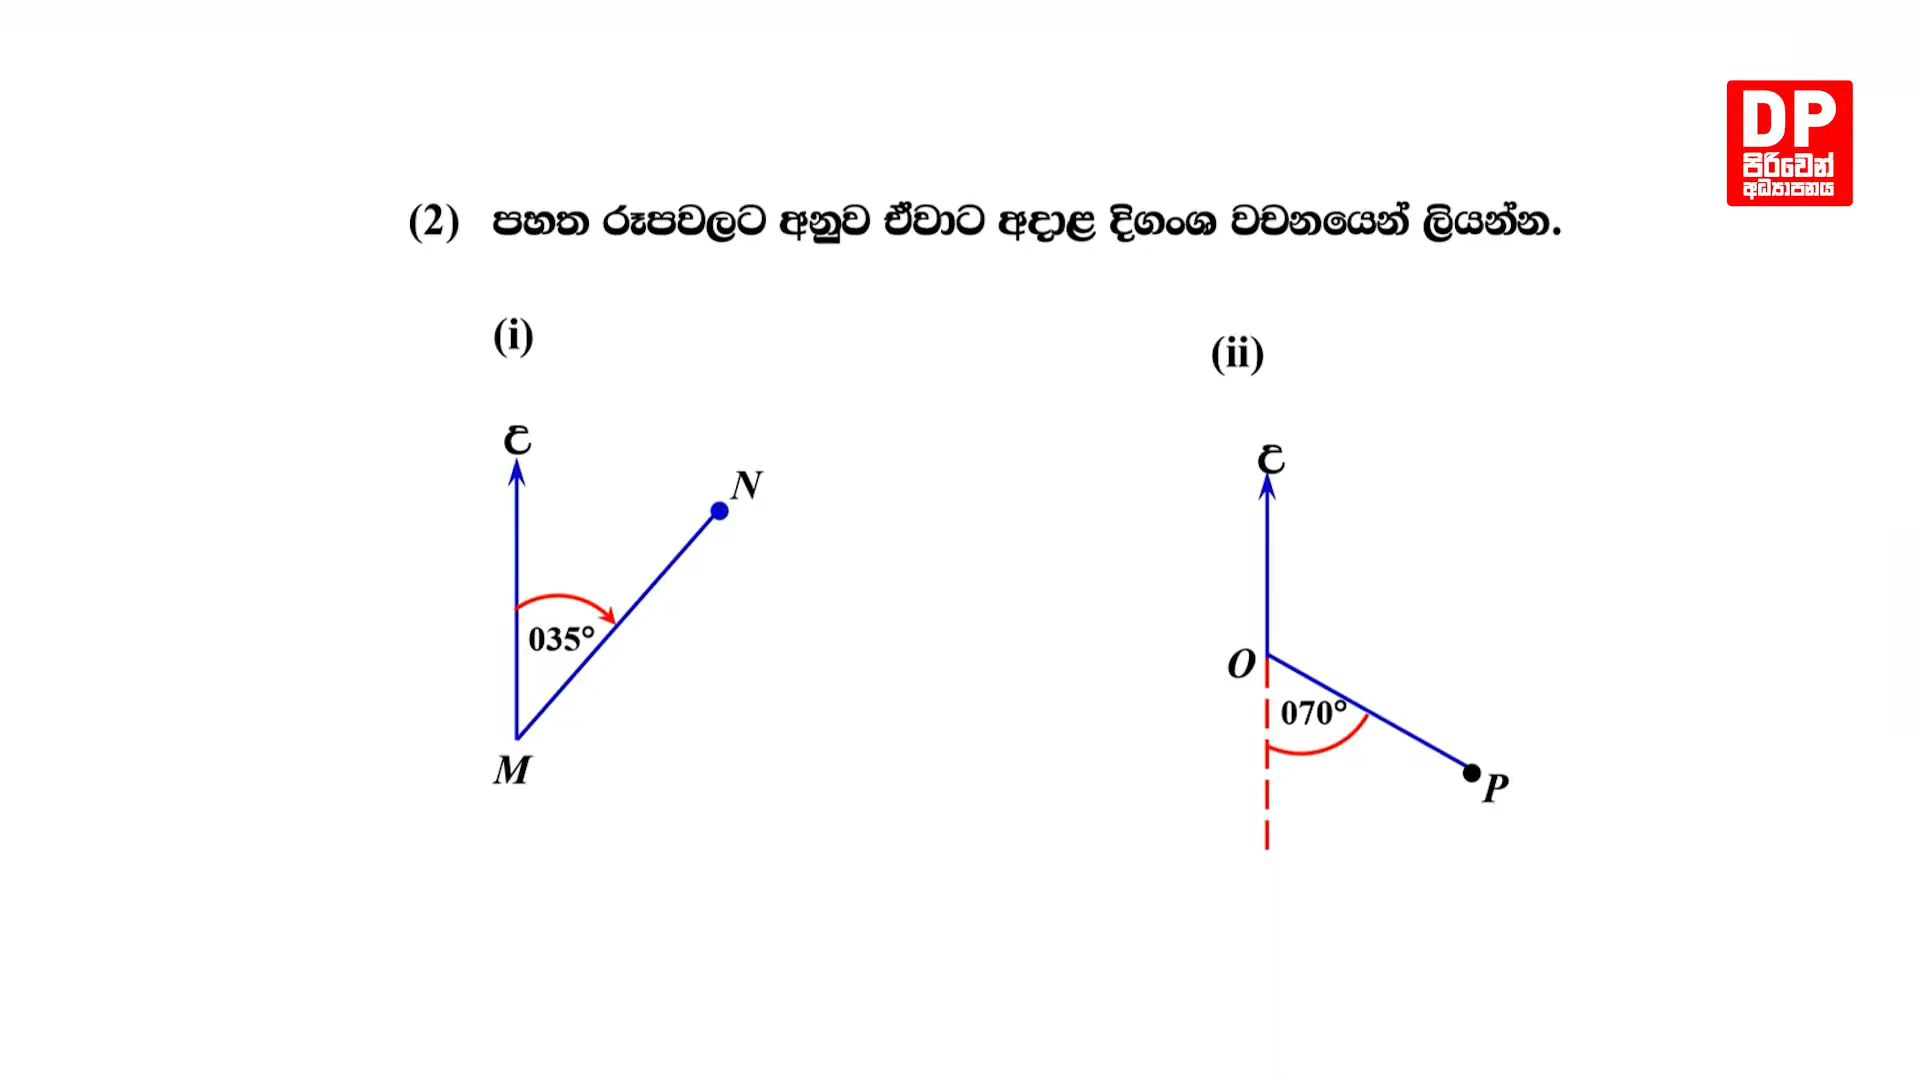 DP
පිරිවෙන්
අධ්‍යාපනය
(2) පහත රූපවලට අනුව ඒවාට අදාළ දිගංශ වචනයෙන් ලියන්න.
(i)
(ii)
උ
N
035°
M
උ
O
070°
P